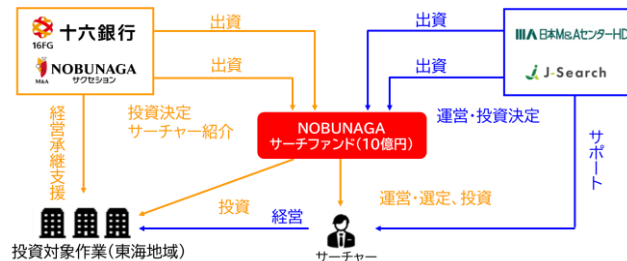 16FG
十六銀行
M&A
NOBUNAGA
サクセション
出資
出資
出資
出資
日本M&AセンターHD
J-Search
経営承継支援
投資決定
サーチャー紹介
NOBUNAGA
サーチファンド(10億円)
運営・投資決定
サポート
投資
運営・選定、投資
経営
投資対象作業(東海地域)
サーチャー